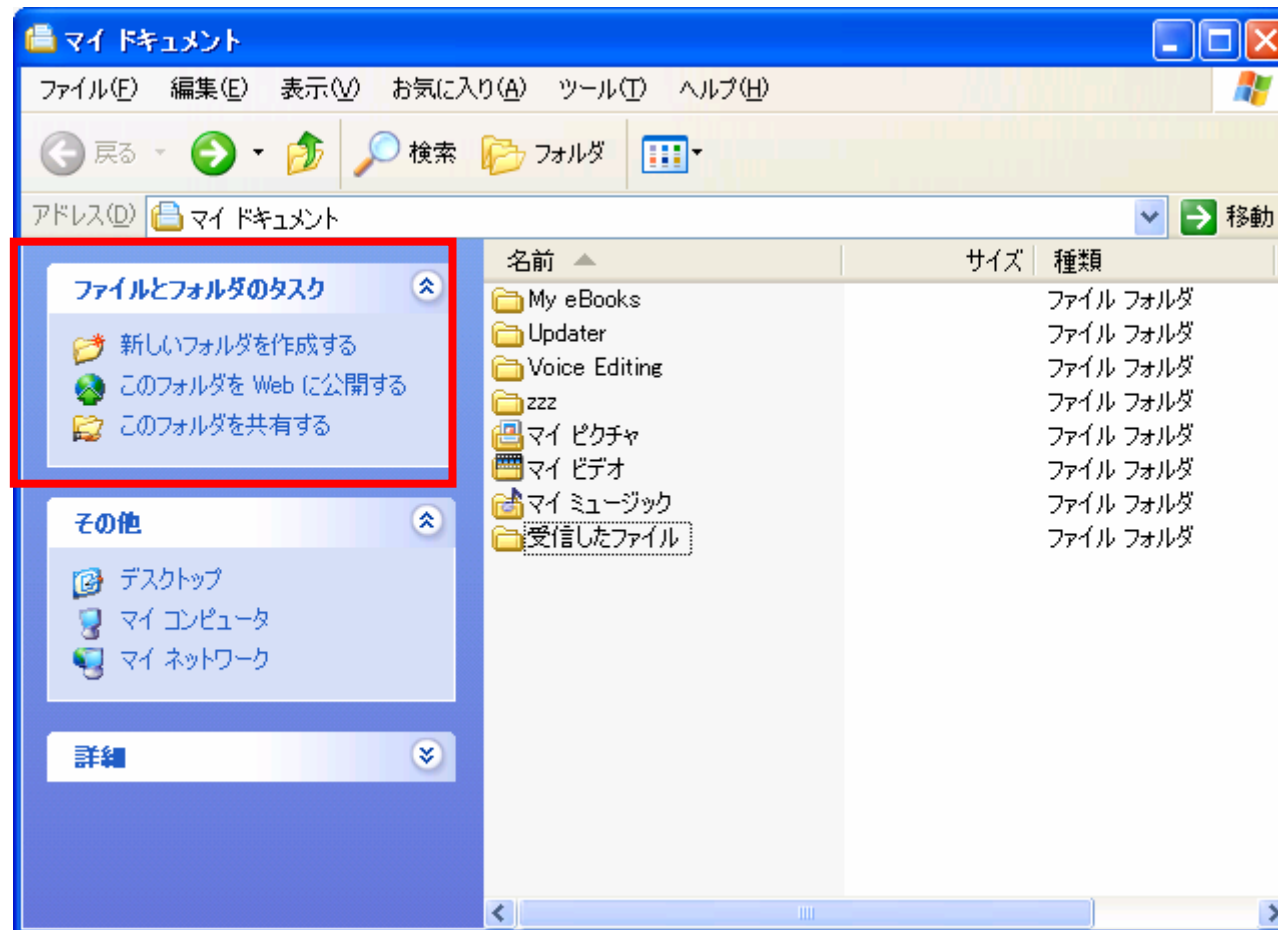 マイ ドキュメント
ファイル(F) 編集(E) 表示(V) お気に入り(A) ツール(T) ヘルプ(H)
戻る 検索 フォルダ
アドレス(D) マイ ドキュメント 移動
ファイルとフォルダのタスク
新しいフォルダを作成する
このフォルダを Web に公開する
このフォルダを共有する
その他
デスクトップ
マイ コンピュータ
マイ ネットワーク
詳細
名前 サイズ 種類
My eBooks ファイル フォルダ
Updater ファイル フォルダ
Voice Editing ファイル フォルダ
zzz ファイル フォルダ
マイ ピクチャ ファイル フォルダ
マイ ビデオ ファイル フォルダ
マイ ミュージック ファイル フォルダ
受信したファイル ファイル フォルダ